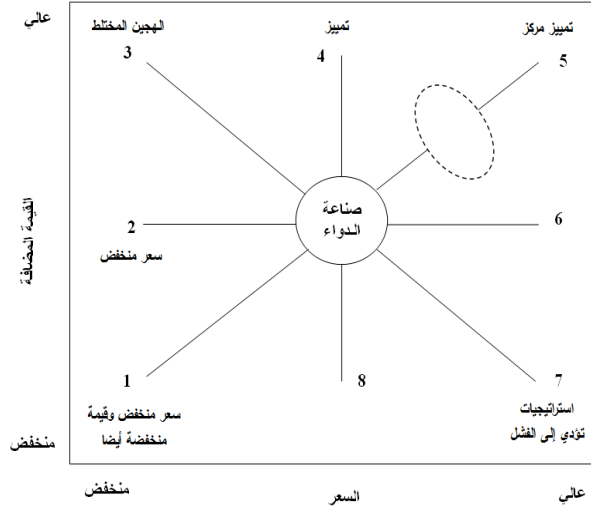 عالي
الهجين المختلط
تمييز
تمييز مركز
3
4
5
صناعة
الدواء
القيمة المضافة
2
6
سعر منخفض
1
8
7
سعر منخفض وقيمة
منخفضة أيضا
استراتيجيات
تؤدي إلى الفشل
منخفض
منخفض
السعر
عالي